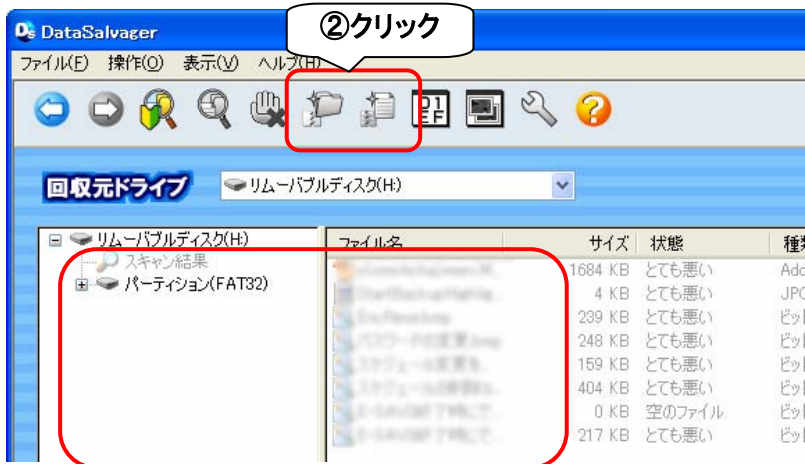 DataSalvager
②クリック
ファイル(F) 操作(O) 表示(V) ヘルプ(H)
回収元ドライブ リムーバブルディスク(H:)
リムーバブルディスク(H:)
スキャン結果
パーティション(FAT32)
ファイル名 サイズ 状態
1684 KB とても悪い
4 KB とても悪い
239 KB とても悪い
248 KB とても悪い
159 KB とても悪い
404 KB とても悪い
0 KB 空のファイル
217 KB とても悪い